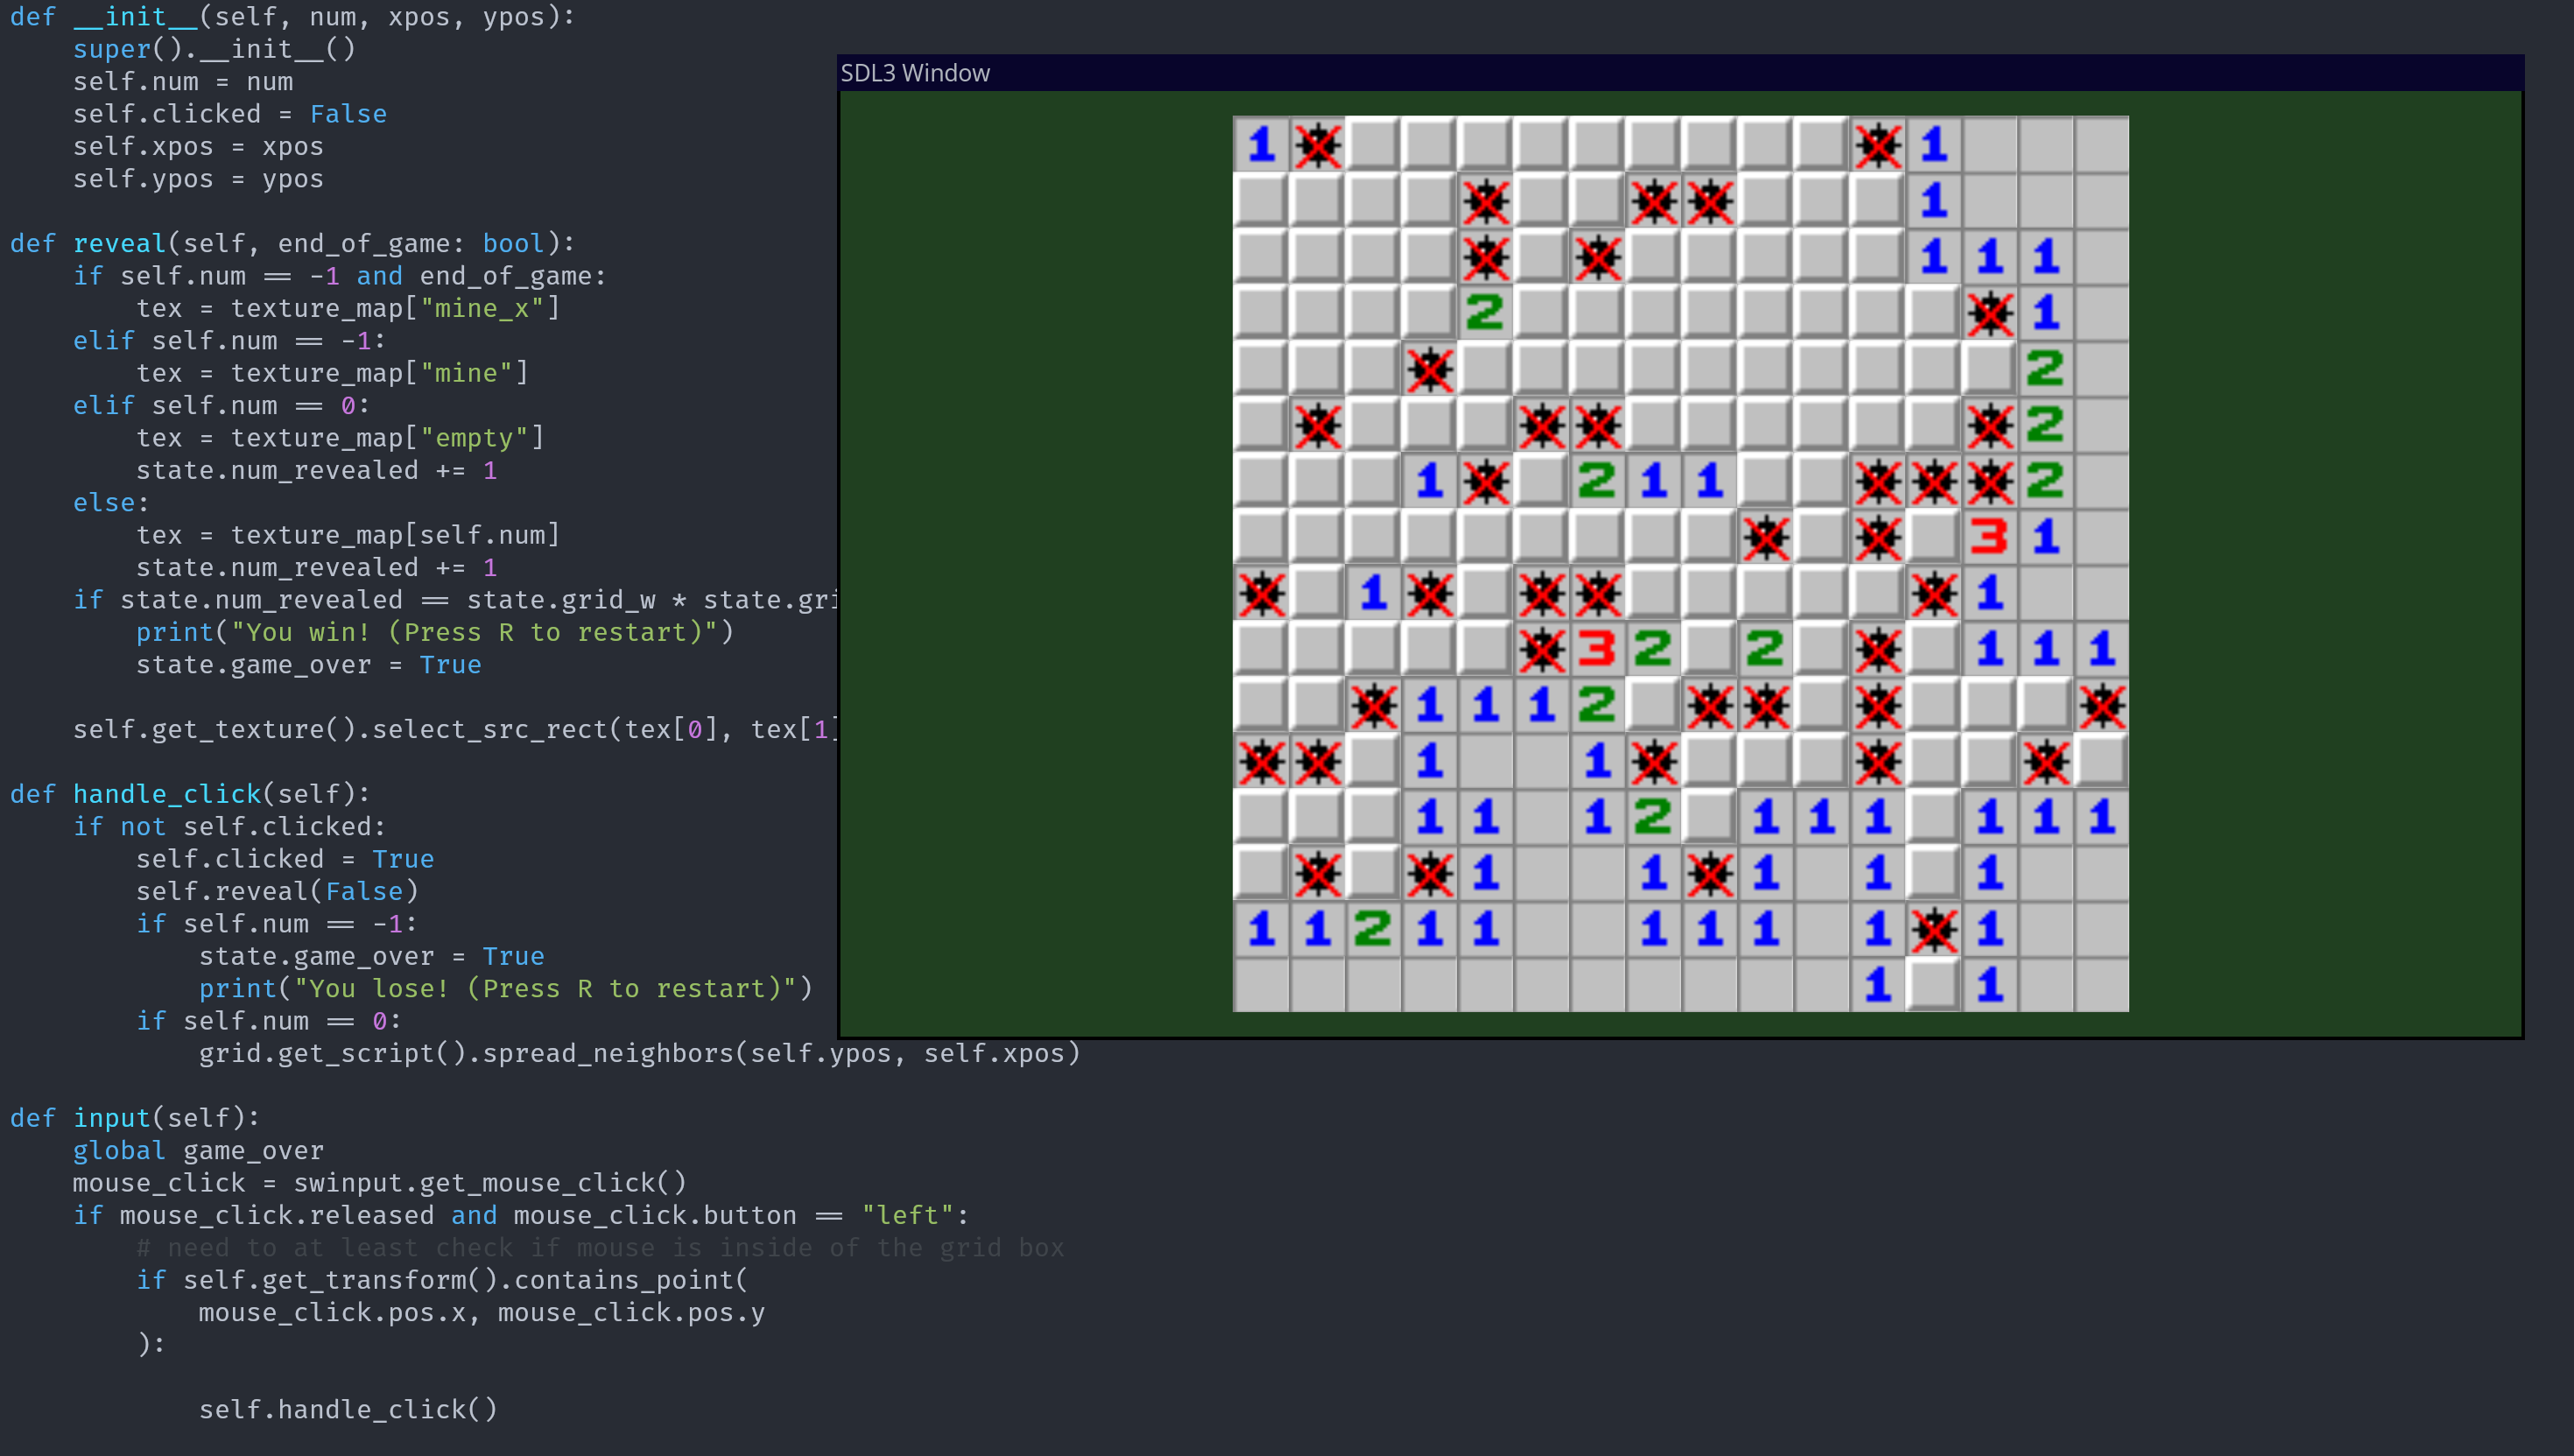 def __init__(self, num, xpos, ypos):
    super().__init__()
    self.num = num
    self.clicked = False
    self.xpos = xpos
    self.ypos = ypos

def reveal(self, end_of_game: bool):
    if self.num == -1 and end_of_game:
        tex = texture_map["mine_x"]
    elif self.num == -1:
        tex = texture_map["mine"]
    elif self.num == 0:
        tex = texture_map["empty"]
        state.num_revealed += 1
    else:
        tex = texture_map[self.num]
        state.num_revealed += 1
    if state.num_revealed == state.grid_w * state.gri
        print("You win! (Press R to restart)")
        state.game_over = True

    self.get_texture().select_src_rect(tex[0], tex[1]

def handle_click(self):
    if not self.clicked:
        self.clicked = True
        self.reveal(False)
        if self.num == -1:
            state.game_over = True
            print("You lose! (Press R to restart)")
        if self.num == 0:
            grid.get_script().spread_neighbors(self.ypos, self.xpos)

def input(self):
    global game_over
    mouse_click = swinput.get_mouse_click()
    if mouse_click.released and mouse_click.button == "left":
        # need to at least check if mouse is inside of the grid box
        if self.get_transform().contains_point(
            mouse_click.pos.x, mouse_click.pos.y
        ):

            self.handle_click()

SDL3 Window
1 1
1
1 1 1
2 1
2
2
1 2 1 1 2
3 1
1 1
3 2 2 1 1 1
1 1 1 2
1 1
1 1 1 2 1 1 1 1 1 1
1 1 1 1 1
1 1 2 1 1 1 1 1 1 1
1 1